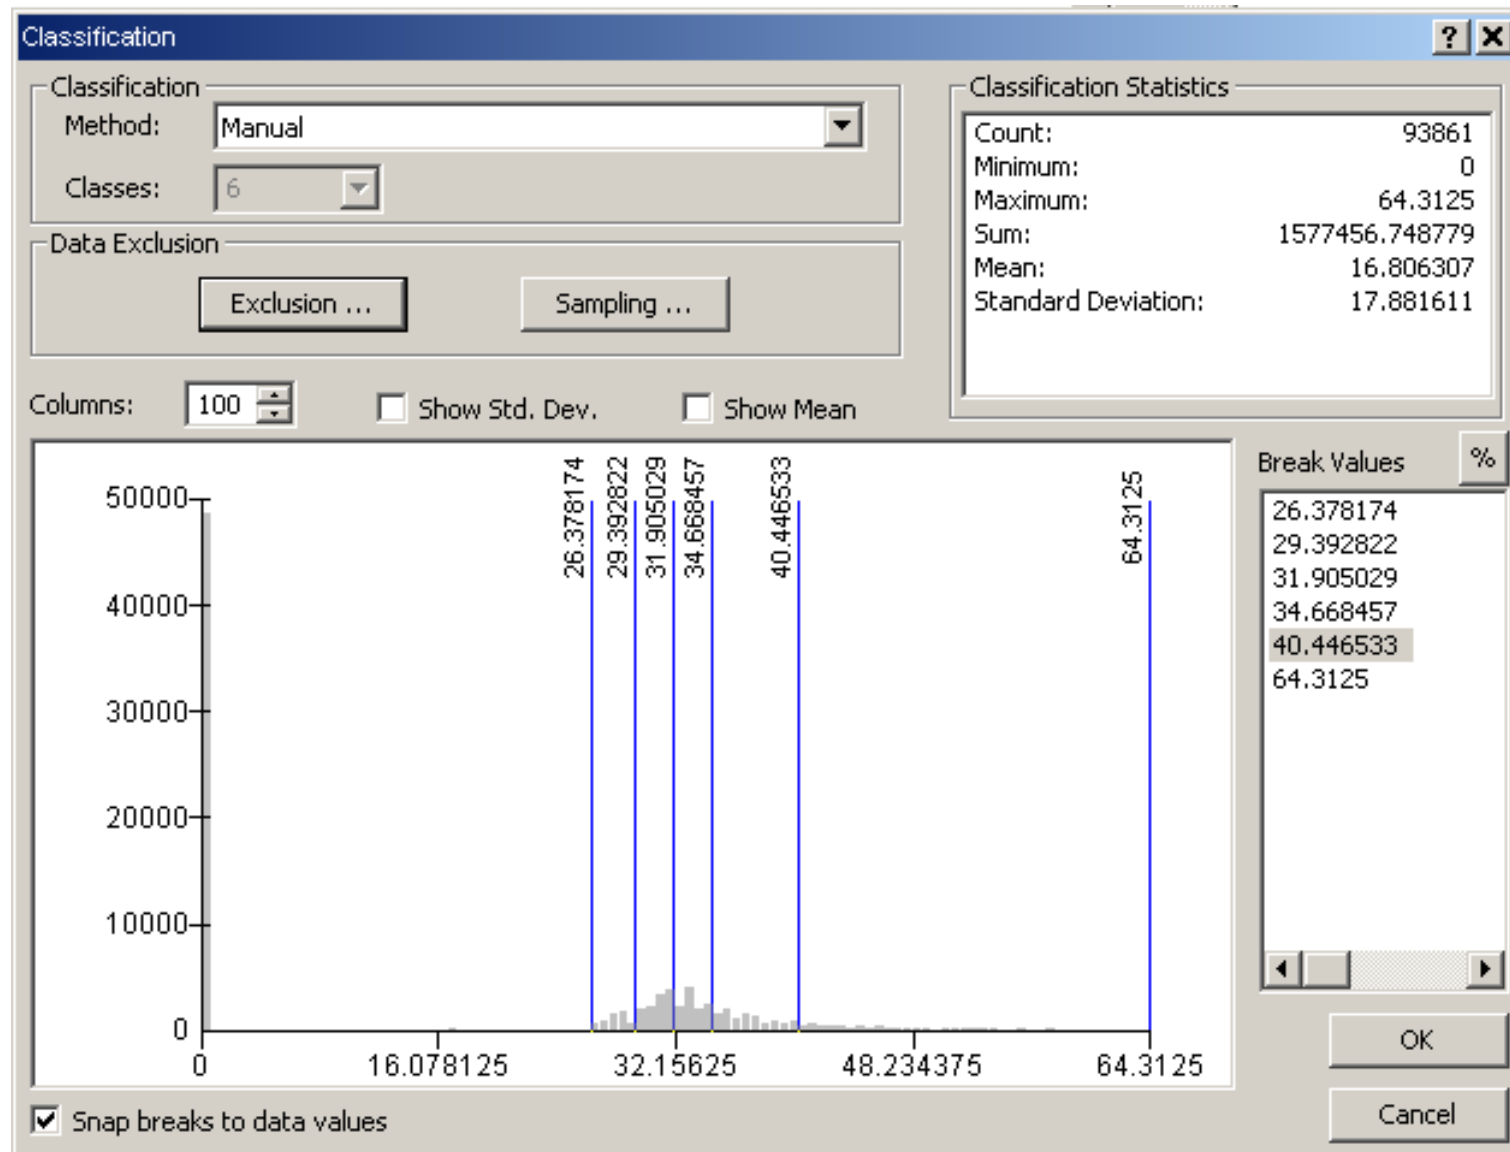 Classification
Classification
Method: Manual
Classes: 6
Data Exclusion
Exclusion ...
Sampling ...
Classification Statistics
Count: 93861
Minimum: 0
Maximum: 64.3125
Sum: 1577456.748779
Mean: 16.806307
Standard Deviation: 17.881611
Columns: 100
Show Std. Dev.
Show Mean
Break Values
%
26.378174
29.392822
31.905029
34.668457
40.446533
64.3125
50000
40000
30000
20000
10000
0
26.378174
29.392822
31.905029
34.668457
40.446533
64.3125
0 16.078125 32.15625 48.234375 64.3125
Snap breaks to data values
OK
Cancel